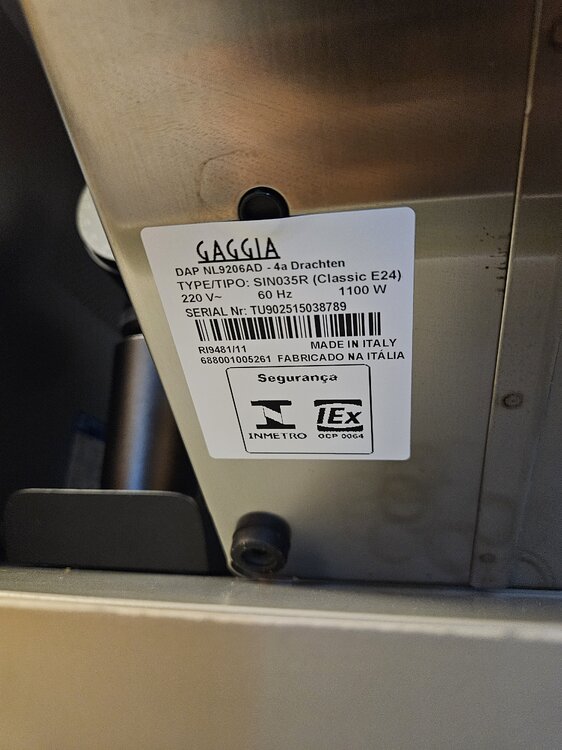 GAGGIA
DAP NL9206AD - 4a Drachten
TYPE/TIPO: SIN035R (Classic E24)
220 V~ 60 Hz 1100 W
SERIAL Nr: TU902515038789
RI9481/11 MADE IN ITALY
688001005261 FABRICADO NA ITÁLIA
Segurança
INMETRO
IEx
OCP 0064